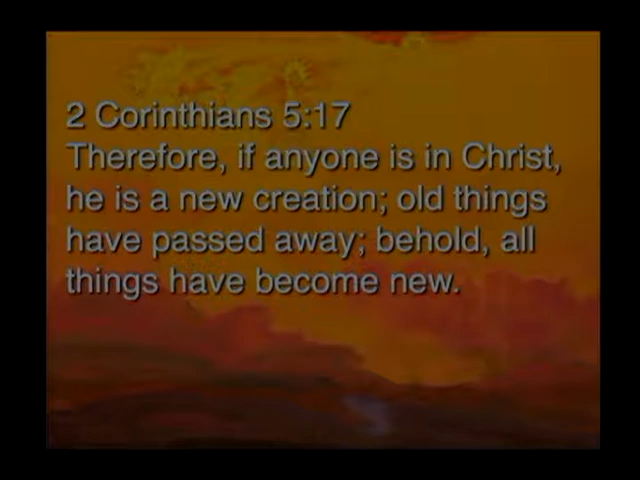 2 Corinthians 5:17
Therefore, if anyone is in Christ,
he is a new creation; old things
have passed away; behold, all
things have become new.